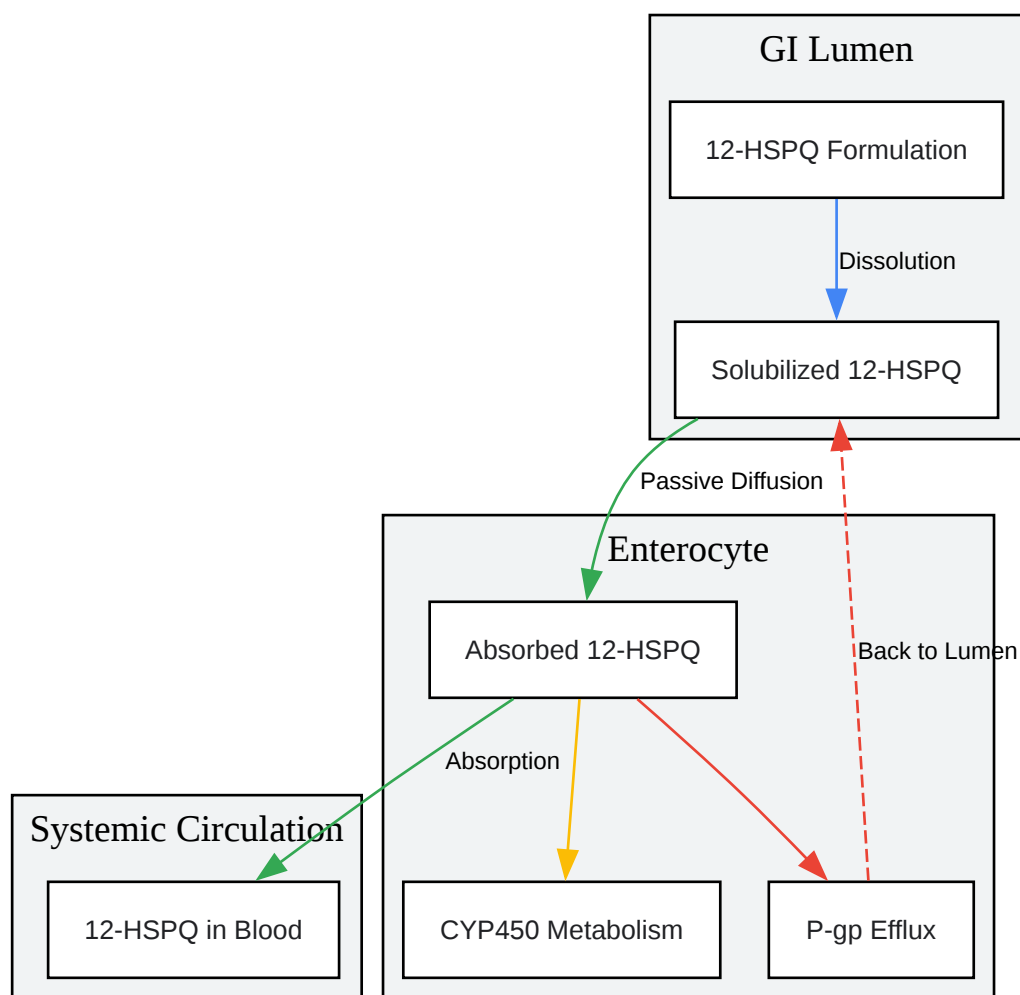 GI Lumen
12-HSPQ Formulation
Dissolution
Solubilized 12-HSPQ
Passive Diffusion
Enterocyte
Absorbed 12-HSPQ
Back to Lumen
Absorption
Systemic Circulation
12-HSPQ in Blood
CYP450 Metabolism
P-gp Efflux